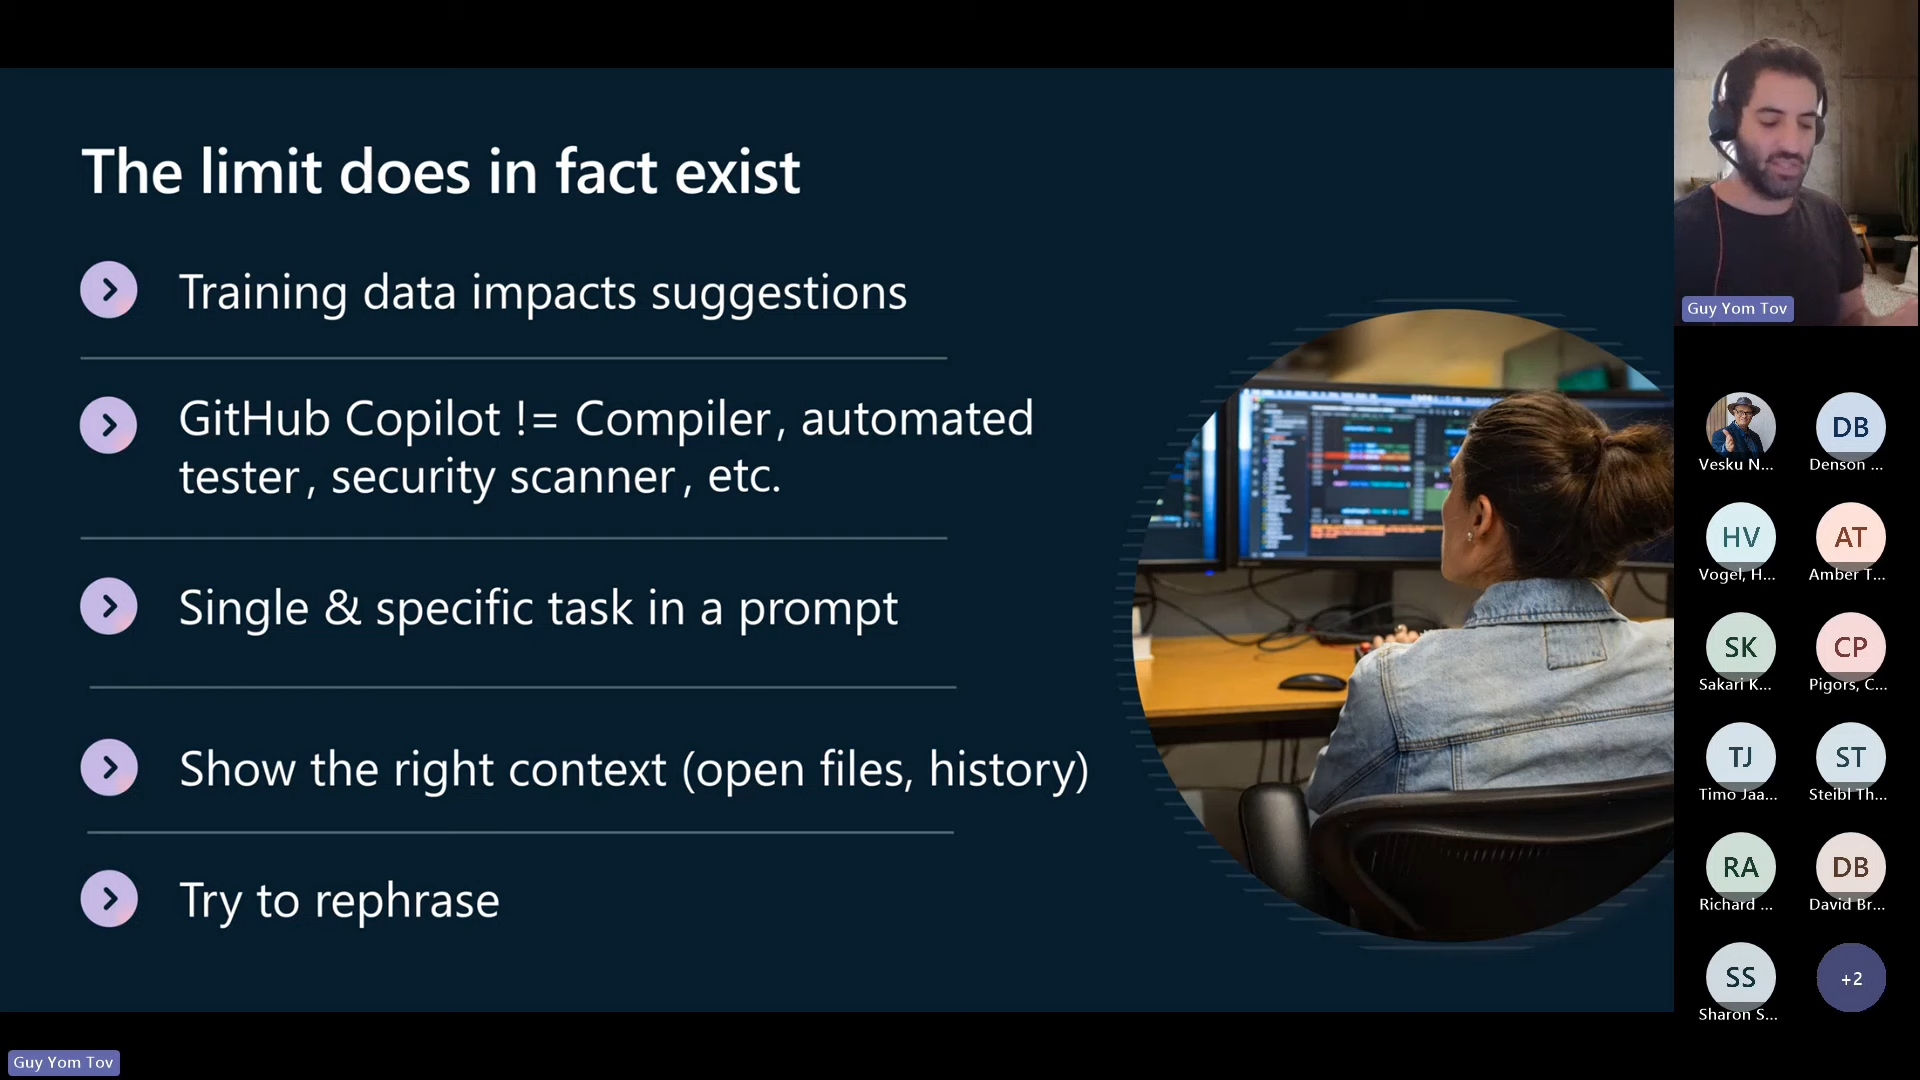 The limit does in fact exist
Training data impacts suggestions
GitHub Copilot != Compiler, automated
tester, security scanner, etc.
Single & specific task in a prompt
Show the right context (open files, history)
Try to rephrase
Guy Yom Tov
Vesku N...
DB
Denson ...
HV
Vogel, H...
AT
Amber T...
SK
Sakari K...
CP
Pigors, C...
TJ
Timo Jaa...
ST
Steibl Th...
RA
Richard ...
DB
David Br...
SS
Sharon S...
+2
Guy Yom Tov